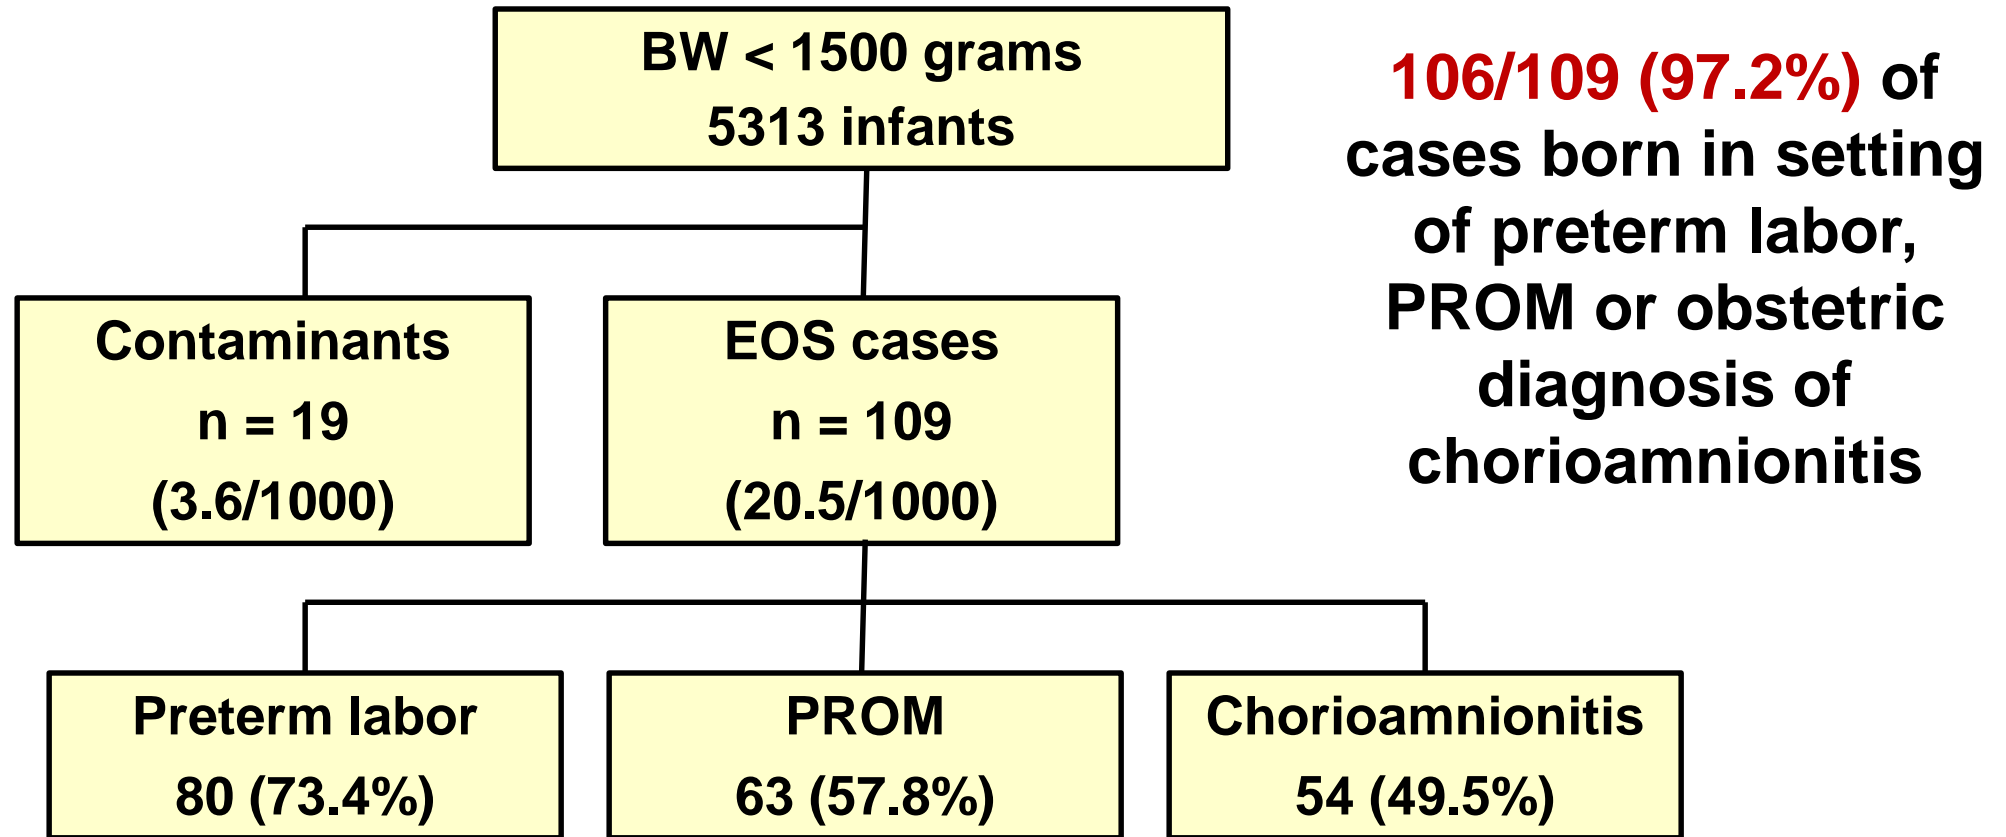 BW < 1500 grams
5313 infants
106/109 (97.2%) of
cases born in setting
of preterm labor,
PROM or obstetric
diagnosis of
chorioamnionitis
Contaminants
n = 19
(3.6/1000)
EOS cases
n = 109
(20.5/1000)
Preterm labor
80 (73.4%)
PROM
63 (57.8%)
Chorioamnionitis
54 (49.5%)